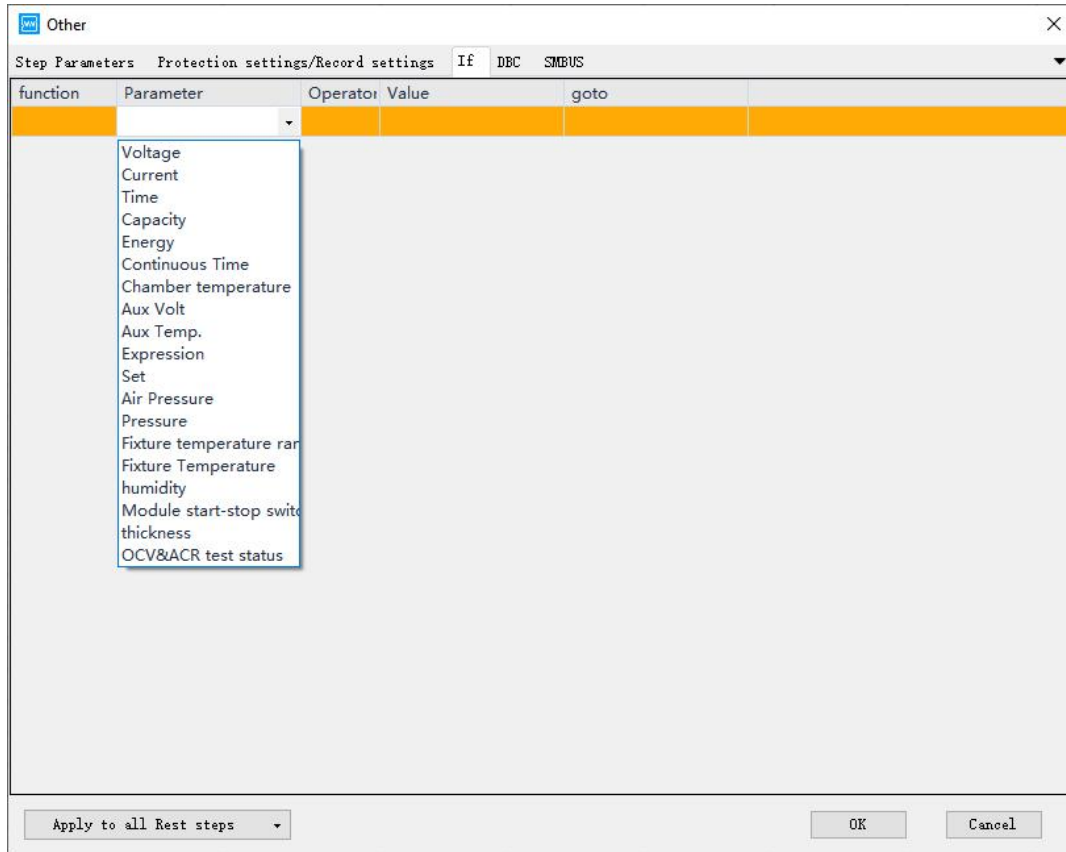 Other
Step Parameters Protection settings/Record settings If DBC SMBUS
function Parameter Operator Value goto
Voltage
Current
Time
Capacity
Energy
Continuous Time
Chamber temperature
Aux Volt
Aux Temp.
Expression
Set
Air Pressure
Pressure
Fixture temperature ran
Fixture Temperature
humidity
Module start-stop switc
thickness
OCV&ACR test status
Apply to all Rest steps OK Cancel